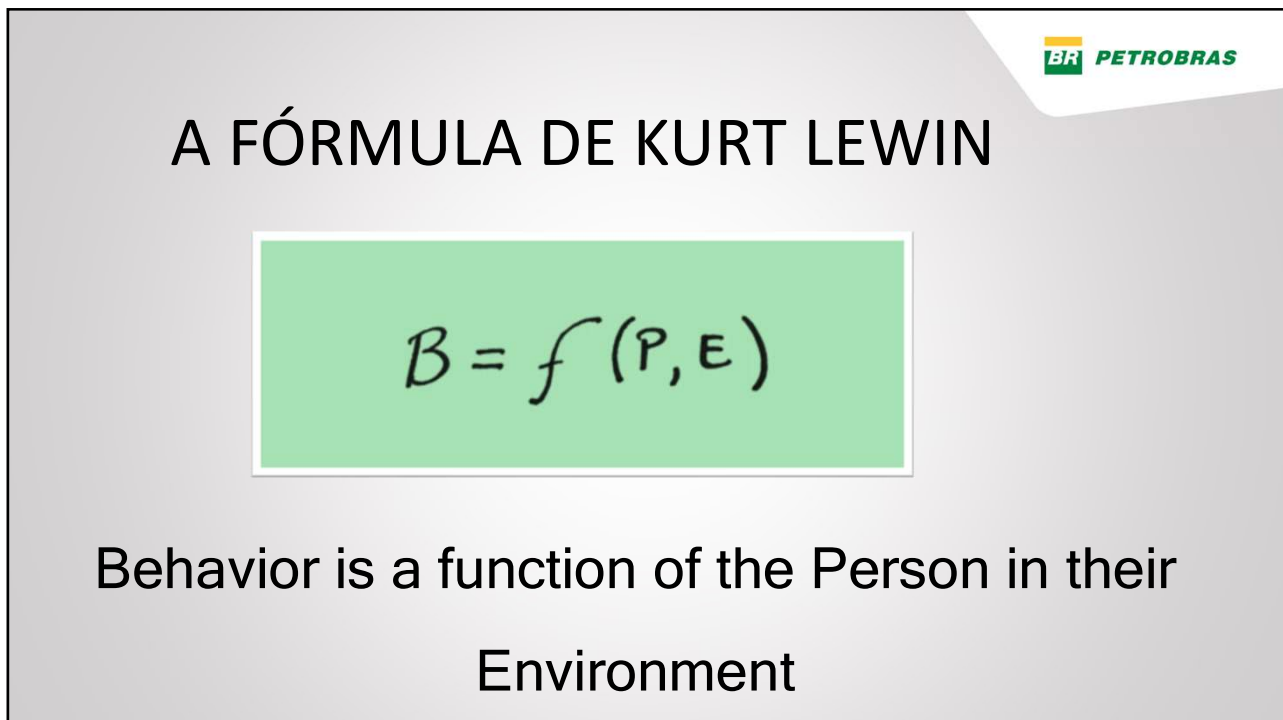 BR PETROBRAS
A FÓRMULA DE KURT LEWIN
B = f (P, E)
Behavior is a function of the Person in their
Environment